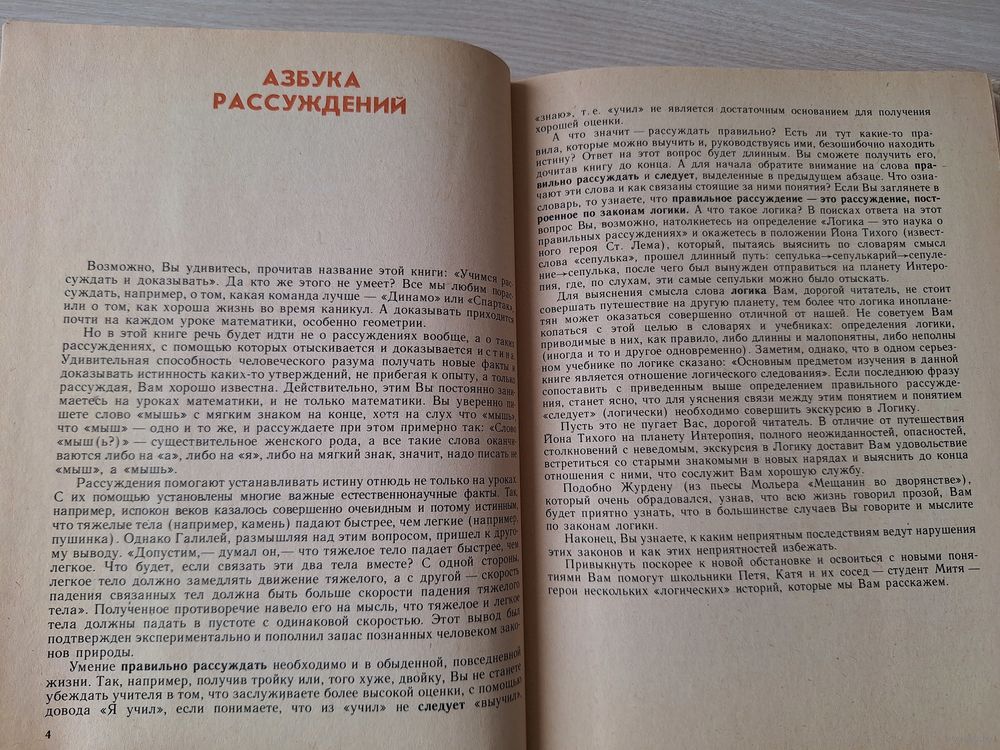 АЗБУКА
РАССУЖДЕНИЙ
Возможно, Вы удивитесь, прочитав название этой книги: «Учимся рас-
суждать и доказывать». Да кто же этого не умеет? Все мы любим порас-
суждать, например, о том, какая команда лучше — «Динамо» или «Спартак»,
или о том, как хороша жизнь во время каникул. А доказывать приходится
почти на каждом уроке математики, особенно геометрии.
Но в этой книге речь будет идти не о рассуждениях вообще, а о таких
рассуждениях, с помощью которых отыскивается и доказывается истина.
Удивительная способность человеческого разума получать новые факты и
доказывать истинность каких-то утверждений, не прибегая к опыту, а только
рассуждая, Вам хорошо известна. Действительно, этим Вы постоянно зани-
маетесь на уроках математики, и не только математики. Вы уверенно пи-
шете слово «мышь» с мягким знаком на конце, хотя на слух что «мышь»,
что «мыш» — одно и то же, и рассуждаете при этом примерно так: «Слово
«мыш(ь?)» — существительное женского рода, а все такие слова оканчи-
ваются либо на «а», либо на «я», либо на мягкий знак, значит, надо писать не
«мыш», а «мышь».
Рассуждения помогают устанавливать истину отнюдь не только на уроках.
С их помощью установлены многие важные естественнонаучные факты. Так,
например, испокон веков казалось совершенно очевидным и потому истинным,
что тяжелые тела (например, камень) падают быстрее, чем легкие (например,
пушинка). Однако Галилей, размышляя над этим вопросом, пришел к друго-
му выводу. «Допустим,— думал он,— что тяжелое тело падает быстрее, чем
легкое. Что будет, если связать эти два тела вместе? С одной стороны,
легкое тело должно замедлять движение тяжелого, а с другой — скорость
падения связанных тел должна быть больше скорости падения тяжелого
тела». Полученное противоречие навело его на мысль, что тяжелое и легкое
тела должны падать в пустоте с одинаковой скоростью. Этот вывод был
подтвержден экспериментально и пополнил запас познанных человеком зако-
нов природы.
Умение правильно рассуждать необходимо и в обыденной, повседневной
жизни. Так, например, получив тройку или, того хуже, двойку, Вы не станете
убеждать учителя в том, что заслуживаете более высокой оценки, с помощью
довода «Я учил», если понимаете, что из «учил» не следует «выучил»,
4
«знаю», т. е. «учил» не является достаточным основанием для получения
хорошей оценки.
А что значит — рассуждать правильно? Есть ли тут какие-то пра-
вила, которые можно выучить и, руководствуясь ими, безошибочно находить
истину? Ответ на этот вопрос будет длинным. Вы сможете получить его,
дочитав книгу до конца. А для начала обратите внимание на слова пра-
вильно рассуждать и следует, выделенные в предыдущем абзаце. Что озна-
чают эти слова и как связаны стоящие за ними понятия? Если Вы заглянете в
словарь, то узнаете, что правильное рассуждение — это рассуждение, пост-
роенное по законам логики. А что такое логика? В поисках ответа на этот
вопрос Вы, возможно, натолкнетесь на определение «Логика — это наука о
правильных рассуждениях» и окажетесь в положении Йона Тихого (извест-
ного героя Ст. Лема), который, пытаясь выяснить по словарям смысл
слова «сепулька», прошел длинный путь: сепулька→сепулькарий→сепуле-
ние→сепулька, после чего был вынужден отправиться на планету Интеро-
пия, где, по слухам, эти самые сепульки можно было отыскать.
Для выяснения смысла слова логика Вам, дорогой читатель, не стоит
совершать путешествие на другую планету, тем более что логика инопланe-
тян может оказаться совершенно отличной от нашей. Не советуем Вам
копаться с этой целью в словарях и учебниках: определения логики,
приводимые в них, как правило, либо длинны и малопонятны, либо неполны
(иногда и то и другое одновременно). Заметим, однако, что в одном серьез-
ном учебнике по логике сказано: «Основным предметом изучения в данной
книге является отношение логического следования». Если последнюю фразу
сопоставить с приведенным выше определением правильного рассужде-
ния, станет ясно, что для уяснения связи между этим понятием и понятием
«следует» (логически) необходимо совершить экскурсию в Логику.
Пусть это не пугает Вас, дорогой читатель. В отличие от путешествия
Йона Тихого на планету Интеропия, полного неожиданностей, опасностей,
столкновений с неведомым, экскурсия в Логику доставит Вам удовольствие
встретиться со старыми знакомыми в новых нарядах и выяснить до конца
отношения с ними, что сослужит Вам хорошую службу.
Подобно Журдену (из пьесы Мольера «Мещанин во дворянстве»),
который очень обрадовался, узнав, что всю жизнь говорил прозой, Вам
будет приятно узнать, что в большинстве случаев Вы говорите и мыслите
по законам логики.
Наконец, Вы узнаете, к каким неприятным последствиям ведут нарушения
этих законов и как этих неприятностей избежать.
Привыкнуть поскорее к новой обстановке и освоиться с новыми поня-
тиями Вам помогут школьники Петя, Катя и их сосед — студент Митя —
герои нескольких «логических» историй, которые мы Вам расскажем.